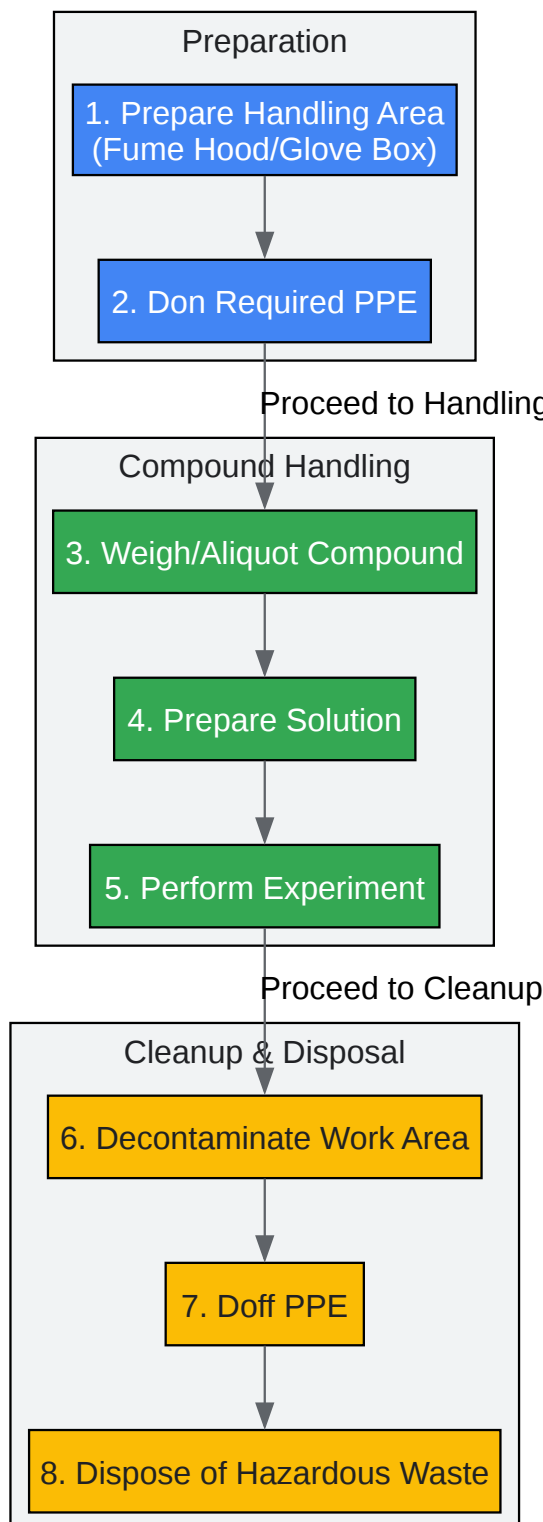 Preparation
1. Prepare Handling Area
(Fume Hood/Glove Box)
2. Don Required PPE
Proceed to Handling
Compound Handling
3. Weigh/Aliquot Compound
4. Prepare Solution
5. Perform Experiment
Proceed to Cleanup
Cleanup & Disposal
6. Decontaminate Work Area
7. Doff PPE
8. Dispose of Hazardous Waste